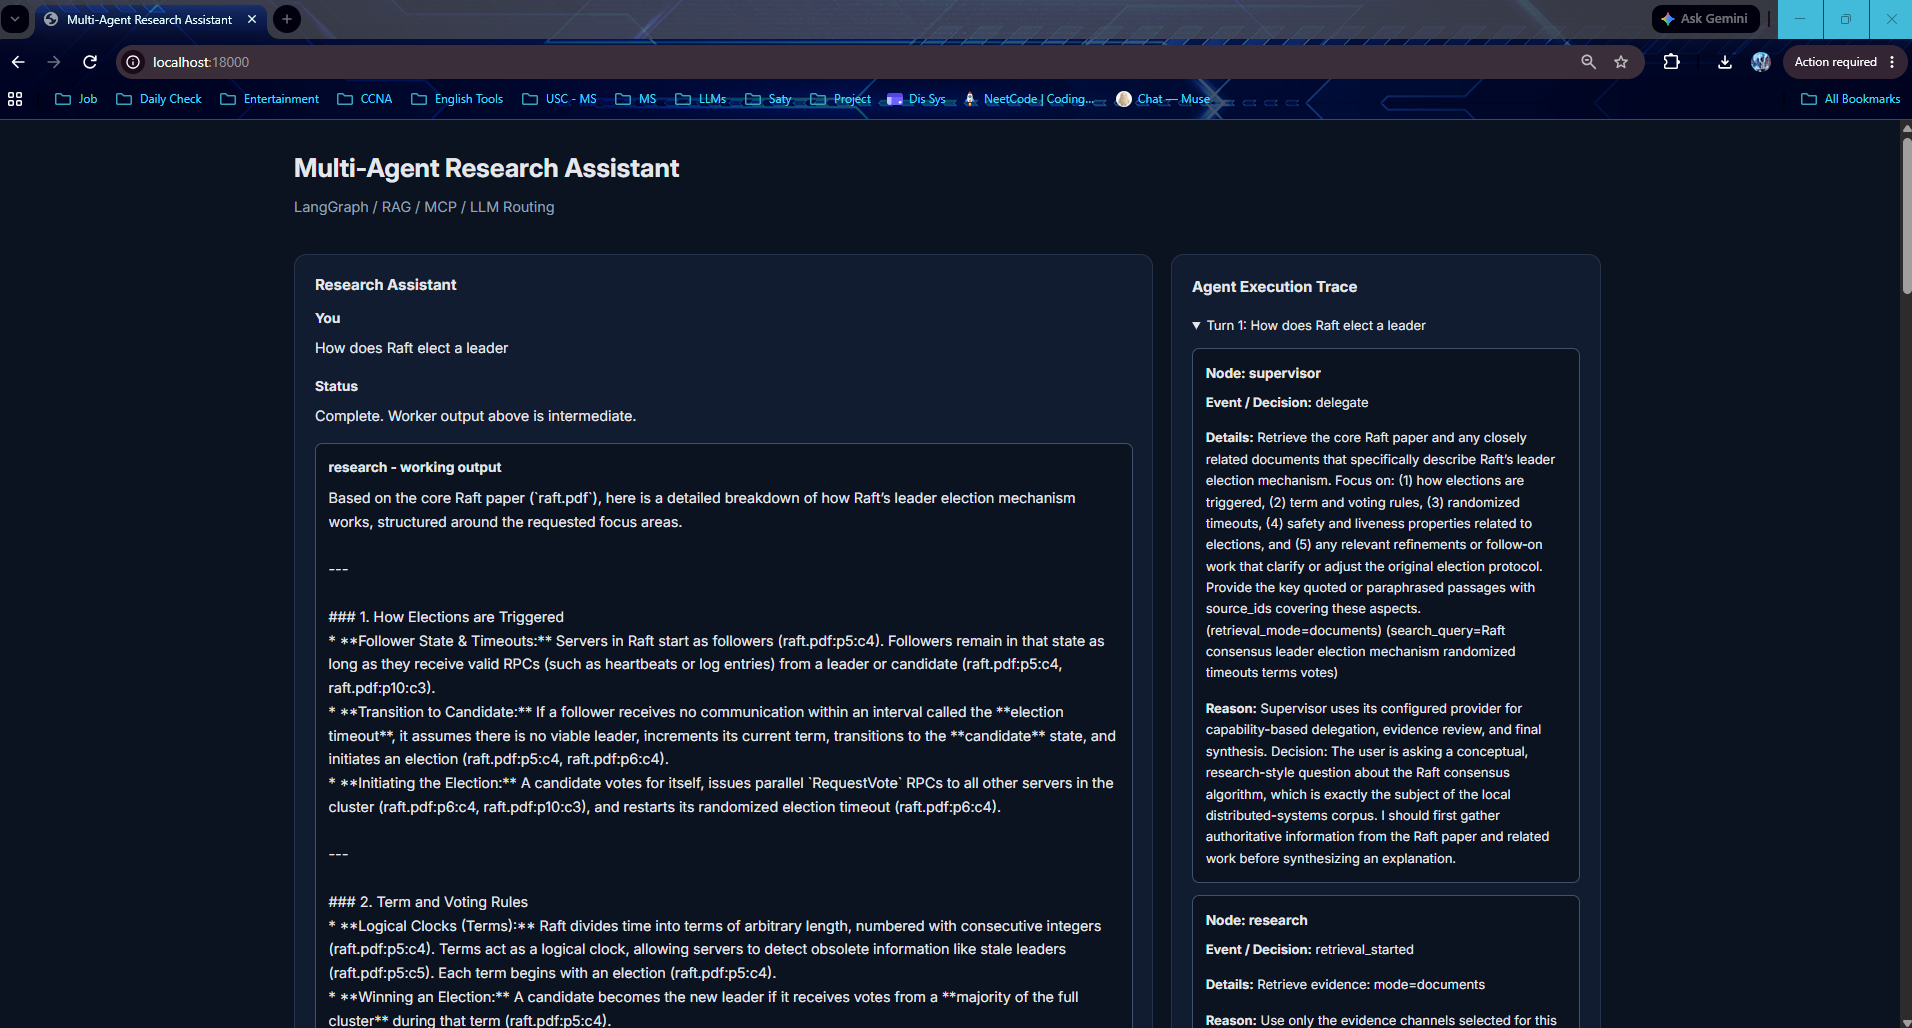 Multi-Agent Research Assistant
Ask Gemini
localhost:18000
Action required
Job
Daily Check
Entertainment
CCNA
English Tools
USC - MS
MS
LLMs
Saty
Project
Dis Sys
NeetCode | Coding...
Chat — Muse
All Bookmarks
Multi-Agent Research Assistant
LangGraph / RAG / MCP / LLM Routing
Research Assistant
You
How does Raft elect a leader
Status
Complete. Worker output above is intermediate.
research - working output
Based on the core Raft paper (`raft.pdf`), here is a detailed breakdown of how Raft’s leader election mechanism
works, structured around the requested focus areas.
---
### 1. How Elections are Triggered
* **Follower State & Timeouts:** Servers in Raft start as followers (raft.pdf:p5:c4). Followers remain in that state as
long as they receive valid RPCs (such as heartbeats or log entries) from a leader or candidate (raft.pdf:p5:c4,
raft.pdf:p10:c3).
* **Transition to Candidate:** If a follower receives no communication within an interval called the **election
timeout**, it assumes there is no viable leader, increments its current term, transitions to the **candidate** state, and
initiates an election (raft.pdf:p5:c4, raft.pdf:p6:c4).
* **Initiating the Election:** A candidate votes for itself, issues parallel `RequestVote` RPCs to all other servers in the
cluster (raft.pdf:p6:c4, raft.pdf:p10:c3), and restarts its randomized election timeout (raft.pdf:p6:c4).
---
### 2. Term and Voting Rules
* **Logical Clocks (Terms):** Raft divides time into terms of arbitrary length, numbered with consecutive integers
(raft.pdf:p5:c4). Terms act as a logical clock, allowing servers to detect obsolete information like stale leaders
(raft.pdf:p5:c5). Each term begins with an election (raft.pdf:p5:c4).
* **Winning an Election:** A candidate becomes the new leader if it receives votes from a **majority of the full
cluster** during that term (raft.pdf:p5:c4).
Agent Execution Trace
▼ Turn 1: How does Raft elect a leader
Node: supervisor
Event / Decision: delegate
Details: Retrieve the core Raft paper and any closely
related documents that specifically describe Raft’s leader
election mechanism. Focus on: (1) how elections are
triggered, (2) term and voting rules, (3) randomized
timeouts, (4) safety and liveness properties related to
elections, and (5) any relevant refinements or follow-on
work that clarify or adjust the original election protocol.
Provide the key quoted or paraphrased passages with
source_ids covering these aspects.
(retrieval_mode=documents) (search_query=Raft
consensus leader election mechanism randomized
timeouts terms votes)
Reason: Supervisor uses its configured provider for
capability-based delegation, evidence review, and final
synthesis. Decision: The user is asking a conceptual,
research-style question about the Raft consensus
algorithm, which is exactly the subject of the local
distributed-systems corpus. I should first gather
authoritative information from the Raft paper and related
work before synthesizing an explanation.
Node: research
Event / Decision: retrieval_started
Details: Retrieve evidence: mode=documents
Reason: Use only the evidence channels selected for this